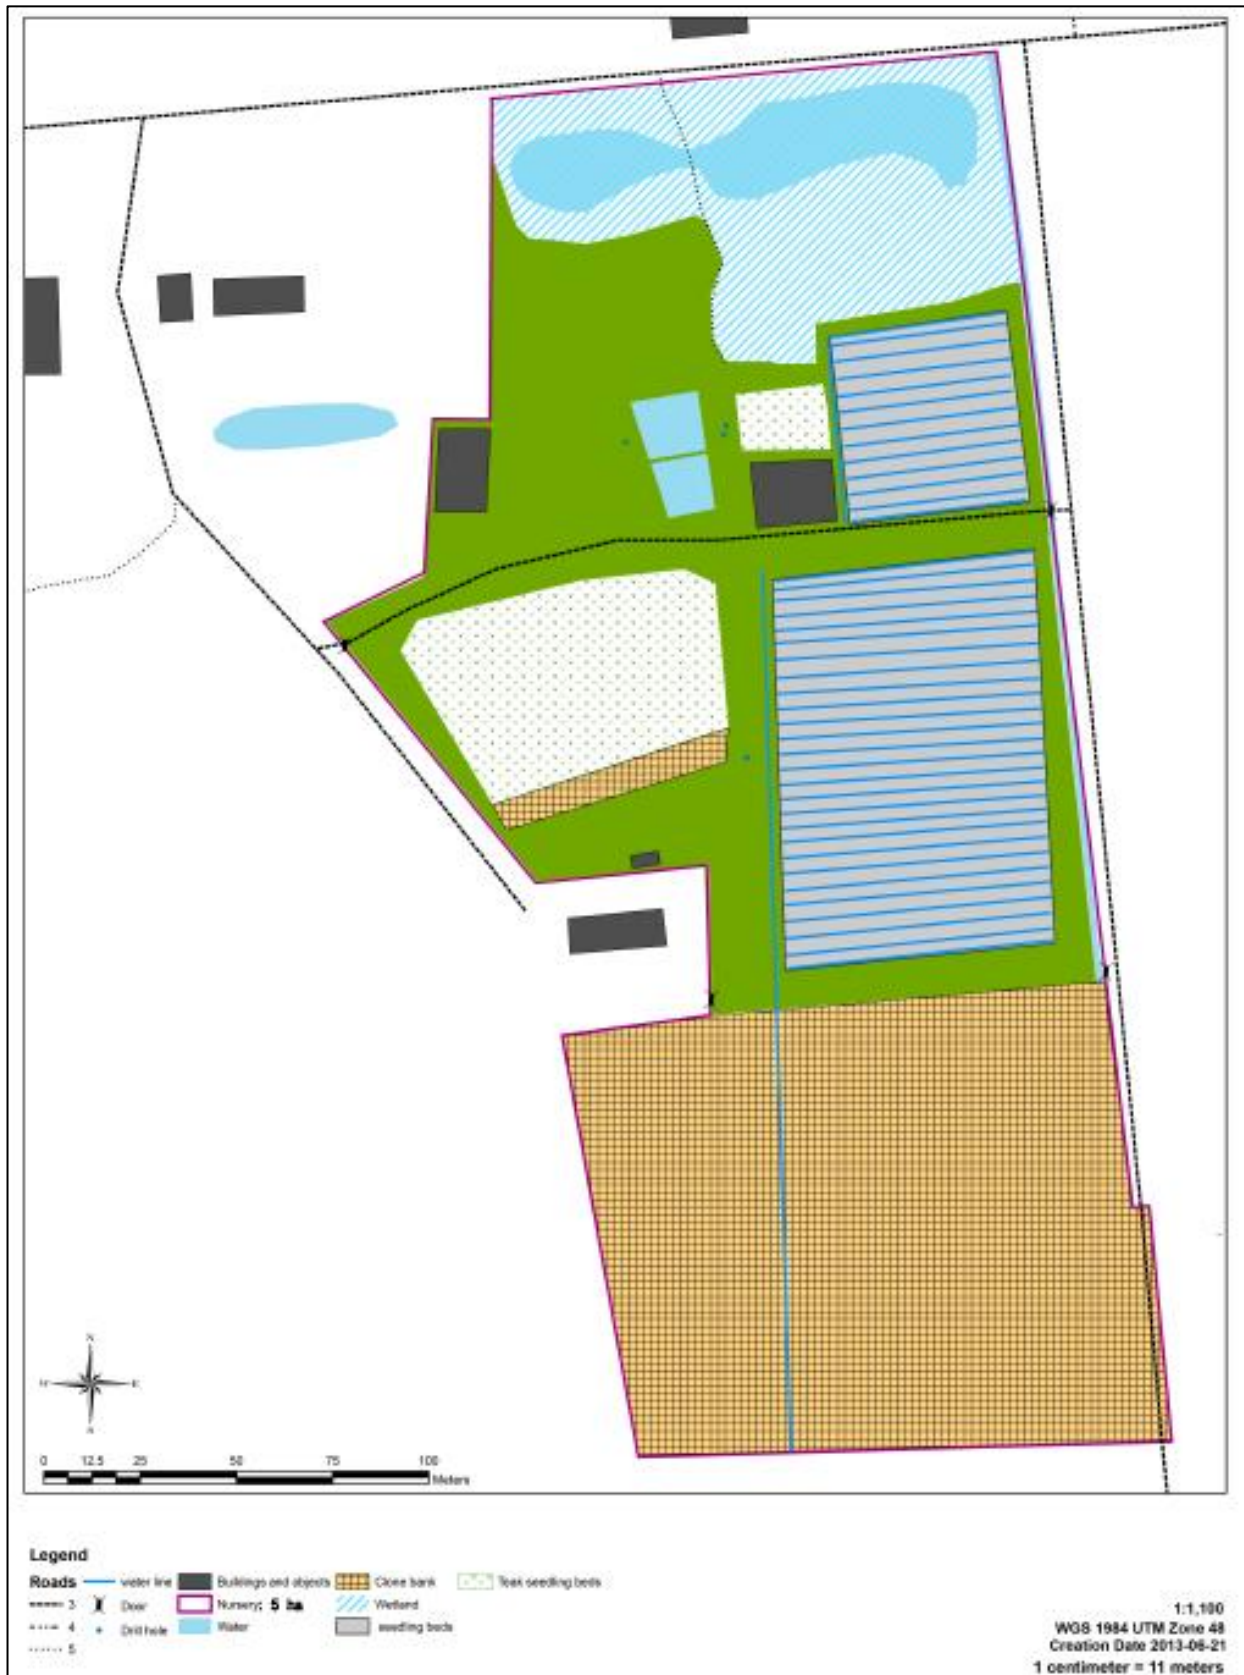 N
W E
S
0 12.5 25 50 75 100
Meters
Legend
Roads water line Buildings and objects Clone bank Teak seedling beds
3 Door Nursery: 5 ha Wetland
4 Drill hole Water seedling beds
5
1:1,100
WGS 1984 UTM Zone 48
Creation Date 2013-06-21
1 centimeter = 11 meters